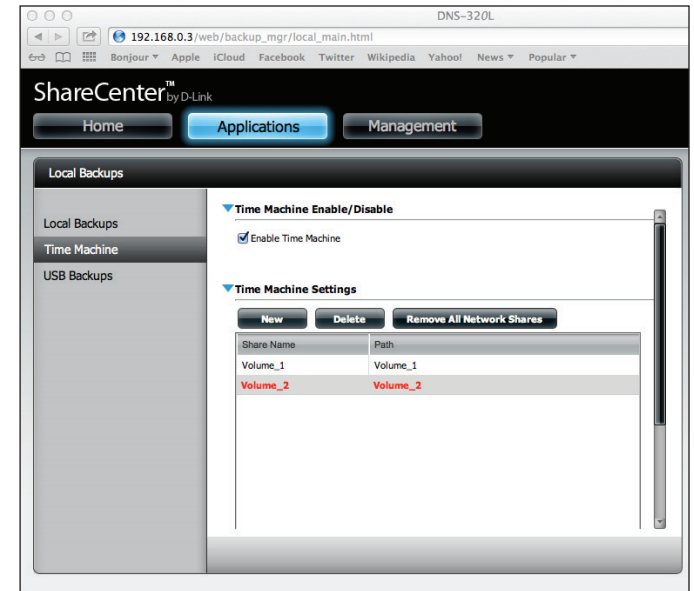 DNS-320L
192.168.0.3/web/backup_mgr/local_main.html
Bonjour Apple iCloud Facebook Twitter Wikipedia Yahoo! News Popular
ShareCenter™ by D-Link
Home Applications Management
Local Backups
Local Backups
Time Machine
USB Backups
Time Machine Enable/Disable
Enable Time Machine
Time Machine Settings
New Delete Remove All Network Shares
Share Name Path
Volume_1 Volume_1
Volume_2 Volume_2